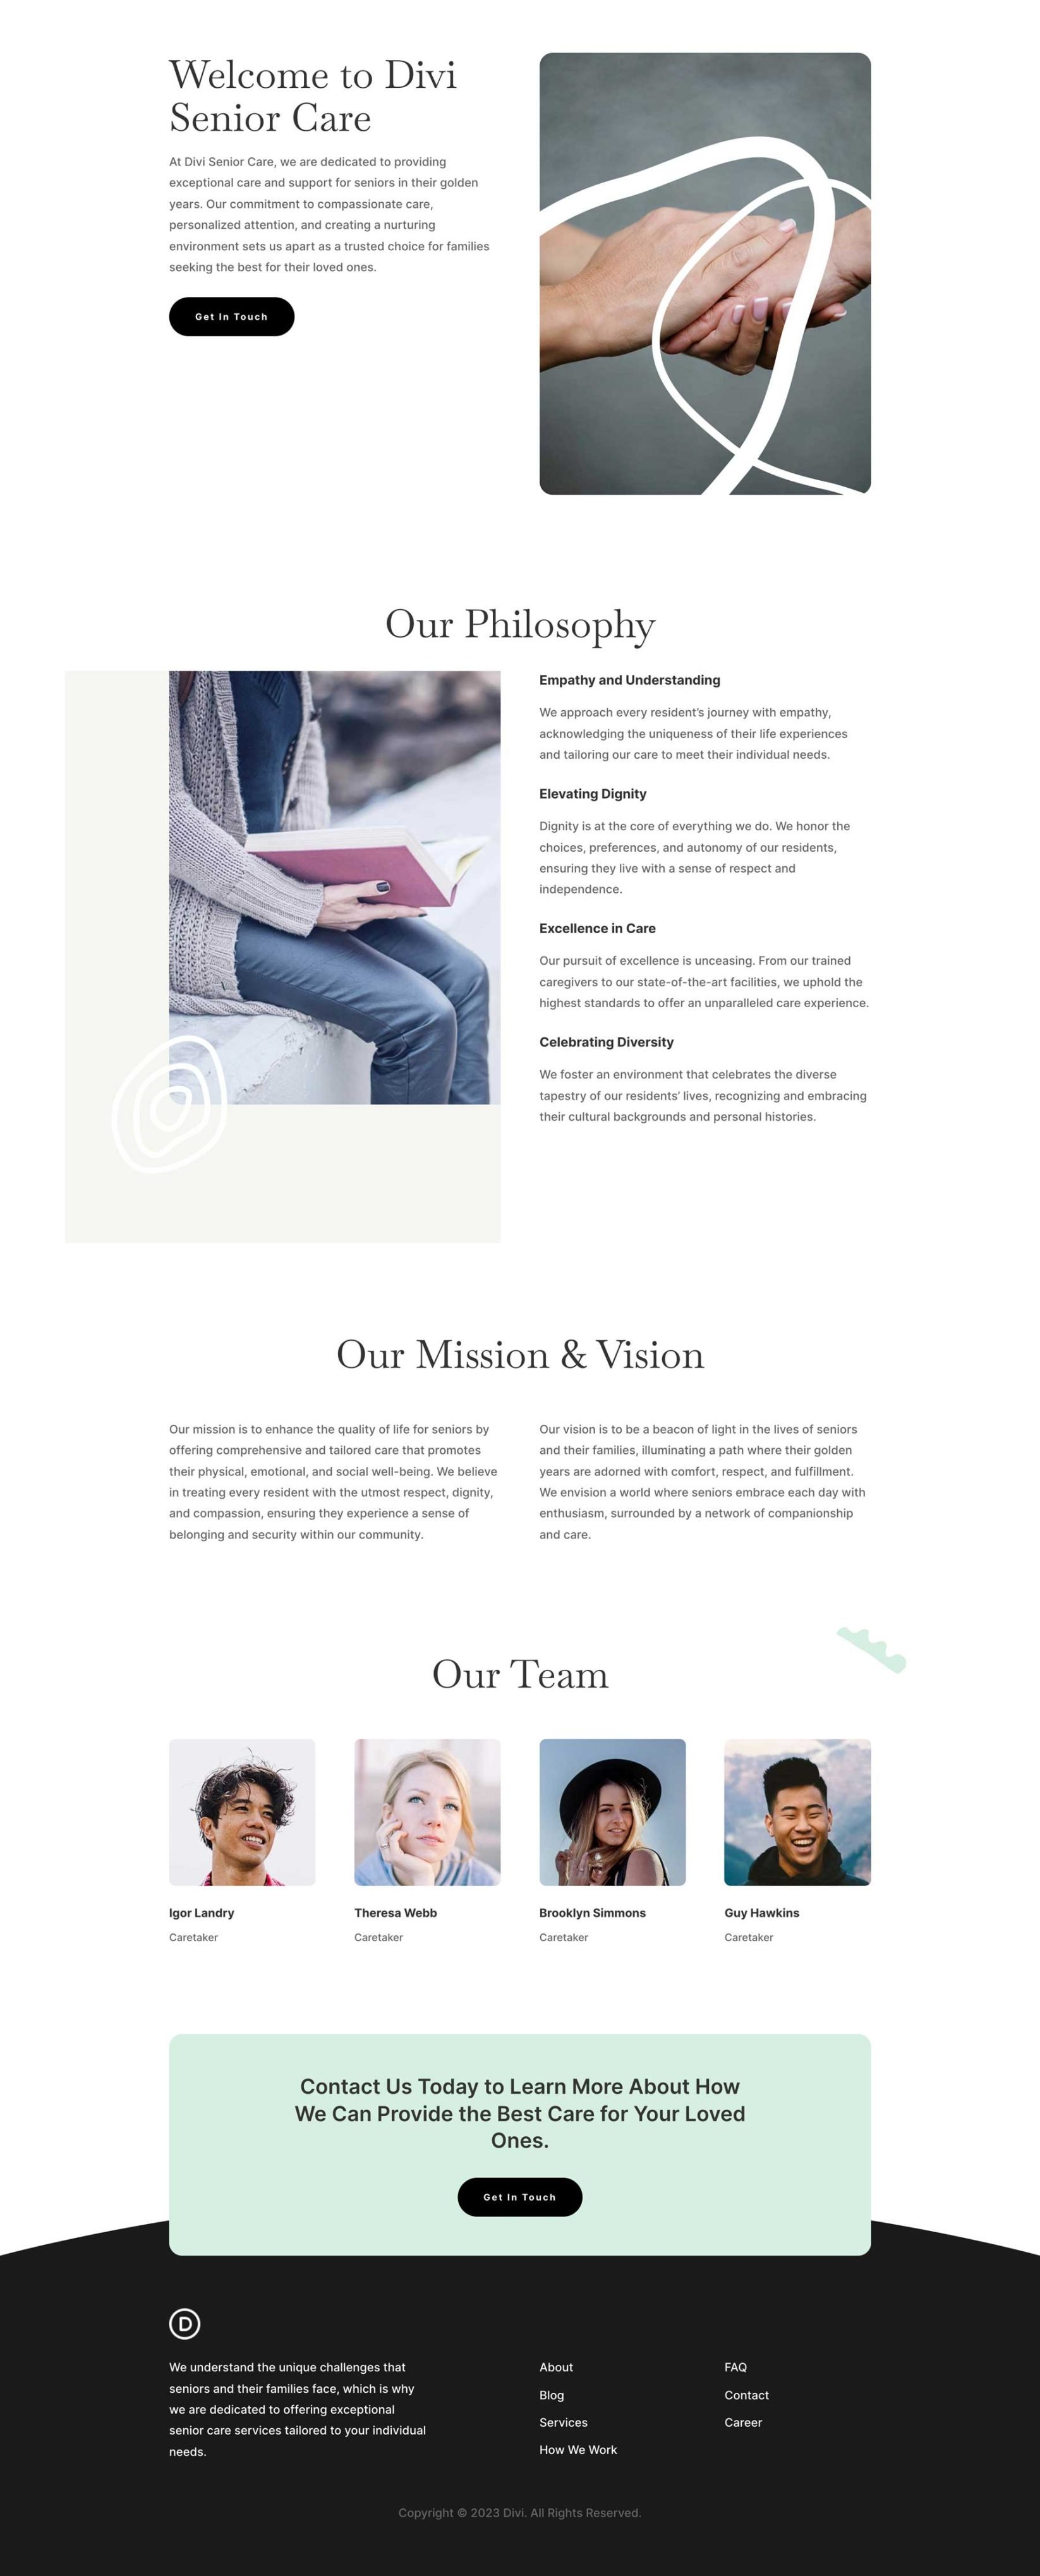 Welcome to Divi
Senior Care
At Divi Senior Care, we are dedicated to providing
exceptional care and support for seniors in their golden
years. Our commitment to compassionate care,
personalized attention, and creating a nurturing
environment sets us apart as a trusted choice for families
seeking the best for their loved ones.
Get In Touch
Our Philosophy
Empathy and Understanding
We approach every resident’s journey with empathy,
acknowledging the uniqueness of their life experiences
and tailoring our care to meet their individual needs.
Elevating Dignity
Dignity is at the core of everything we do. We honor the
choices, preferences, and autonomy of our residents,
ensuring they live with a sense of respect and
independence.
Excellence in Care
Our pursuit of excellence is unceasing. From our trained
caregivers to our state-of-the-art facilities, we uphold the
highest standards to offer an unparalleled care experience.
Celebrating Diversity
We foster an environment that celebrates the diverse
tapestry of our residents’ lives, recognizing and embracing
their cultural backgrounds and personal histories.
Our Mission & Vision
Our mission is to enhance the quality of life for seniors by
offering comprehensive and tailored care that promotes
their physical, emotional, and social well-being. We believe
in treating every resident with the utmost respect, dignity,
and compassion, ensuring they experience a sense of
belonging and security within our community.
Our vision is to be a beacon of light in the lives of seniors
and their families, illuminating a path where their golden
years are adorned with comfort, respect, and fulfillment.
We envision a world where seniors embrace each day with
enthusiasm, surrounded by a network of companionship
and care.
Our Team
Igor Landry
Caretaker
Theresa Webb
Caretaker
Brooklyn Simmons
Caretaker
Guy Hawkins
Caretaker
Contact Us Today to Learn More About How
We Can Provide the Best Care for Your Loved
Ones.
Get In Touch
D
We understand the unique challenges that
seniors and their families face, which is why
we are dedicated to offering exceptional
senior care services tailored to your individual
needs.
About
Blog
Services
How We Work
FAQ
Contact
Career
Copyright © 2023 Divi. All Rights Reserved.